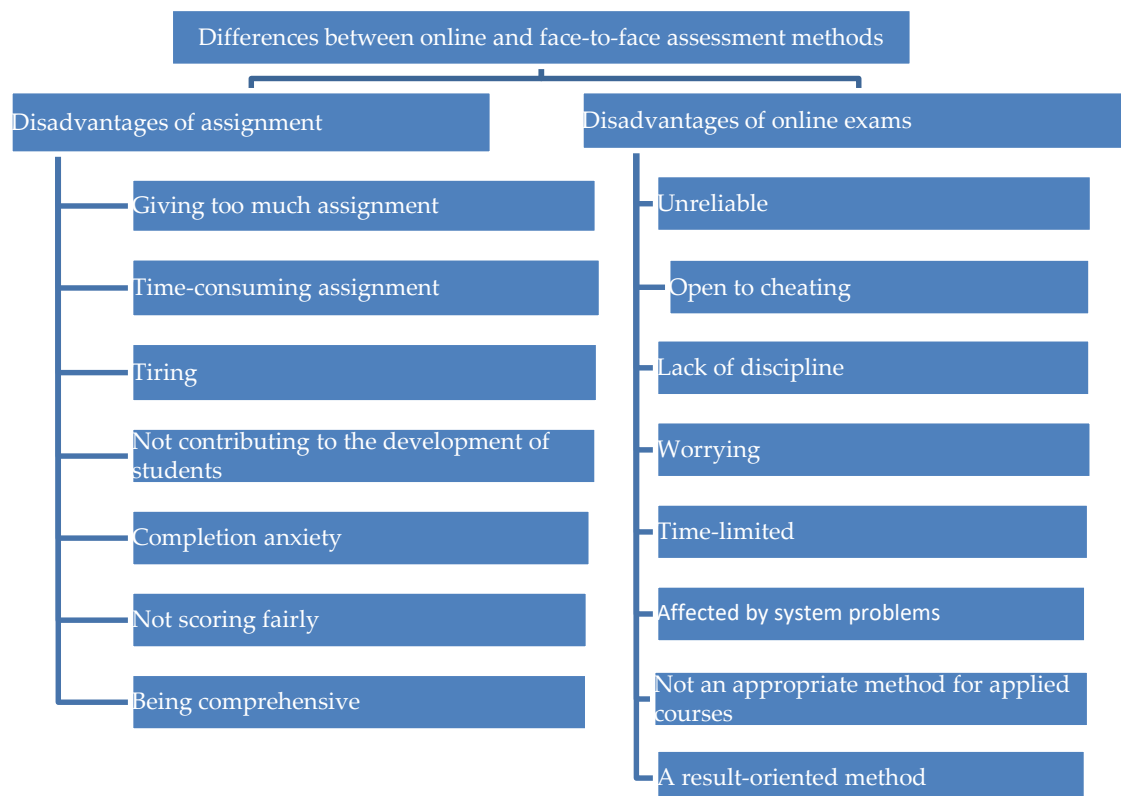 Differences between online and face-to-face assessment methods
Disadvantages of assignment
Giving too much assignment
Time-consuming assignment
Tiring
Not contributing to the development of
students
Completion anxiety
Not scoring fairly
Being comprehensive
Disadvantages of online exams
Unreliable
Open to cheating
Lack of discipline
Worrying
Time-limited
Affected by system problems
Not an appropriate method for applied
courses
A result-oriented method